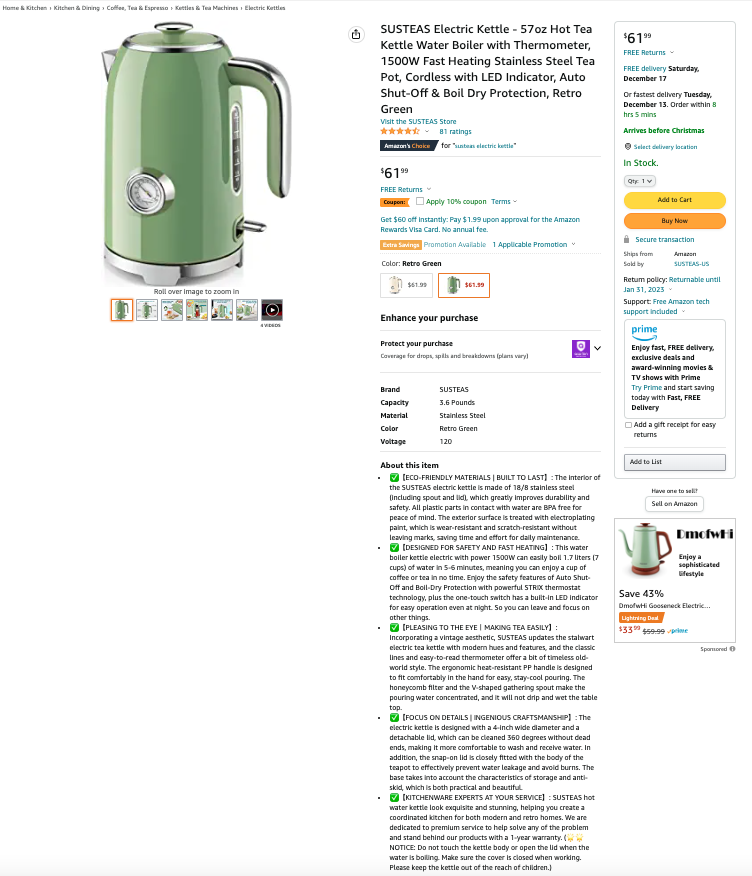 Home & Kitchen › Kitchen & Dining › Coffee, Tea & Espresso › Kettles & Tea Machines › Electric Kettles
Roll over image to zoom in
4 VIDEOS
SUSTEAS Electric Kettle - 57oz Hot Tea
Kettle Water Boiler with Thermometer,
1500W Fast Heating Stainless Steel Tea
Pot, Cordless with LED Indicator, Auto
Shut-Off & Boil Dry Protection, Retro
Green
Visit the SUSTEAS Store
81 ratings
Amazon's Choice for "susteas electric kettle"
$61.99
FREE Returns
Coupon: Apply 10% coupon Terms
Get $60 off instantly: Pay $1.99 upon approval for the Amazon
Rewards Visa Card. No annual fee.
Extra Savings Promotion Available 1 Applicable Promotion
Color: Retro Green
$61.99 $61.99
Enhance your purchase
Protect your purchase
Coverage for drops, spills and breakdowns (plans vary)
Brand SUSTEAS
Capacity 3.6 Pounds
Material Stainless Steel
Color Retro Green
Voltage 120
About this item
• ✅【ECO-FRIENDLY MATERIALS | BUILT TO LAST】: The interior of
the SUSTEAS electric kettle is made of 18/8 stainless steel
(including spout and lid), which greatly improves durability and
safety. All plastic parts in contact with water are BPA free for
peace of mind. The exterior surface is treated with electroplating
paint, which is wear-resistant and scratch-resistant without
leaving marks, saving time and effort for daily maintenance.
• ✅【DESIGNED FOR SAFETY AND FAST HEATING】: This water
boiler kettle electric with power 1500W can easily boil 1.7 liters (7
cups) of water in 5-6 minutes, meaning you can enjoy a cup of
coffee or tea in no time. Enjoy the safety features of Auto Shut-
Off and Boil-Dry Protection with powerful STRIX thermostat
technology, plus the one-touch switch has a built-in LED indicator
for easy operation even at night. So you can leave and focus on
other things.
• ✅【PLEASING TO THE EYE | MAKING TEA EASILY】:
Incorporating a vintage aesthetic, SUSTEAS updates the stalwart
electric tea kettle with modern hues and features, and the classic
lines and easy-to-read thermometer offer a bit of timeless old-
world style. The ergonomic heat-resistant PP handle is designed
to fit comfortably in the hand for easy, stay-cool pouring. The
honeycomb filter and the V-shaped gathering spout make the
pouring water concentrated, and it will not drip and wet the table
top.
• ✅【FOCUS ON DETAILS | INGENIOUS CRAFTSMANSHIP】: The
electric kettle is designed with a 4-inch wide diameter and a
detachable lid, which can be cleaned 360 degrees without dead
ends, making it more comfortable to wash and receive water. In
addition, the snap-on lid is closely fitted with the body of the
teapot to effectively prevent water leakage and avoid burns. The
base takes into account the characteristics of storage and anti-
skid, which is both practical and beautiful.
• ✅【KITCHENWARE EXPERTS AT YOUR SERVICE】: SUSTEAS hot
water kettle look exquisite and stunning, helping you create a
coordinated kitchen for both modern and retro homes. We are
dedicated to premium service to help solve any of the problem
and stand behind our products with a 1-year warranty. (
NOTICE: Do not touch the kettle body or open the lid when the
water is boiling. Make sure the cover is closed when working.
Please keep the kettle out of the reach of children.)
$61.99
FREE Returns
FREE delivery Saturday,
December 17
Or fastest delivery Tuesday,
December 13. Order within 8
hrs 5 mins
Arrives before Christmas
Select delivery location
In Stock.
Qty: 1
Add to Cart
Buy Now
Secure transaction
Ships from Amazon
Sold by SUSTEAS-US
Return policy: Returnable until
Jan 31, 2023
Support: Free Amazon tech
support included
prime
Enjoy fast, FREE delivery,
exclusive deals and
award-winning movies &
TV shows with Prime
Try Prime and start saving
today with Fast, FREE
Delivery
Add a gift receipt for easy
returns
Add to List
Have one to sell?
Sell on Amazon
DmofwHi
Enjoy a
sophisticated
lifestyle
Save 43%
DmofwHi Gooseneck Electric...
Lightning Deal
$33.99 $59.99 prime
Sponsored